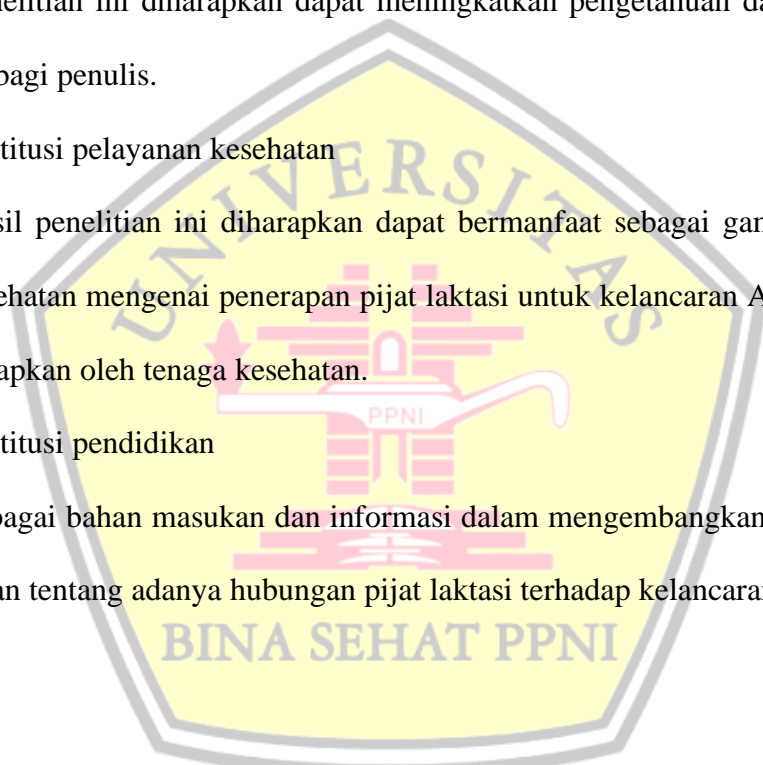 nelitian ini diharapkan dapat meningkatkan pengetahuan da
bagi penulis.
titusi pelayanan kesehatan
sil penelitian ini diharapkan dapat bermanfaat sebagai gam
ehatan mengenai penerapan pijat laktasi untuk kelancaran A
apkan oleh tenaga kesehatan.
titusi pendidikan
bagai bahan masukan dan informasi dalam mengembangkan
an tentang adanya hubungan pijat laktasi terhadap kelancaran
UNIVERSITAS
PPNI
BINA SEHAT PPNI